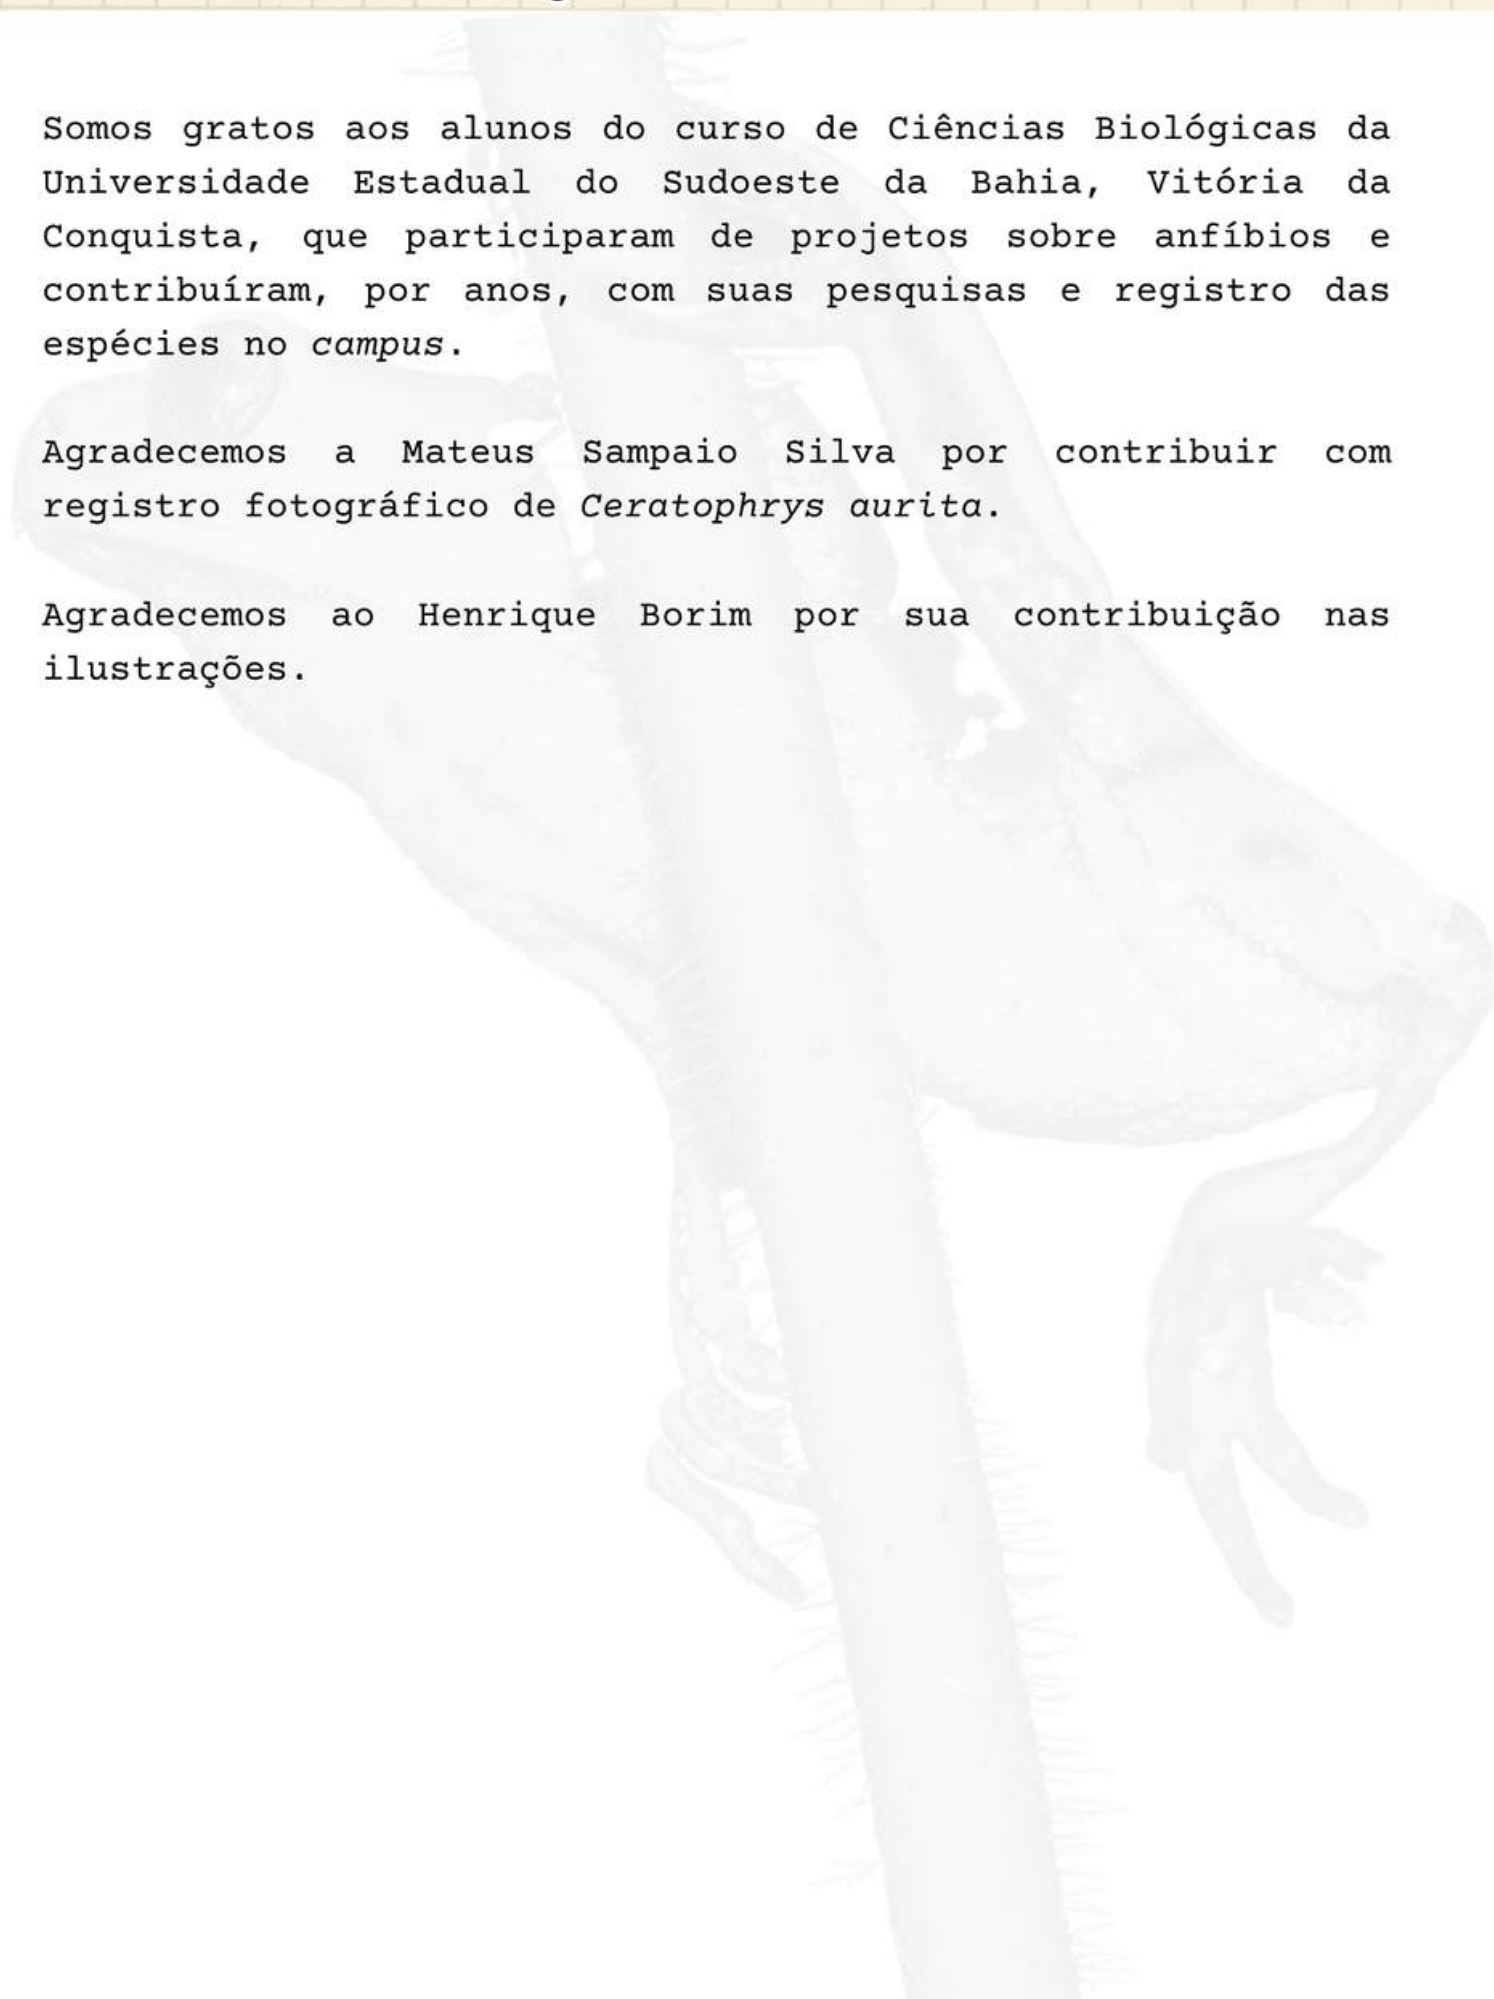 Somos gratos aos alunos do curso de Ciências Biológicas da
Universidade Estadual do Sudoeste da Bahia, Vitória da
Conquista, que participaram de projetos sobre anfíbios e
contribuíram, por anos, com suas pesquisas e registro das
espécies no campus.
Agradecemos a Mateus Sampaio Silva por contribuir com
registro fotográfico de Ceratophrys aurita.
Agradecemos ao Henrique Borim por sua contribuição nas
ilustrações.